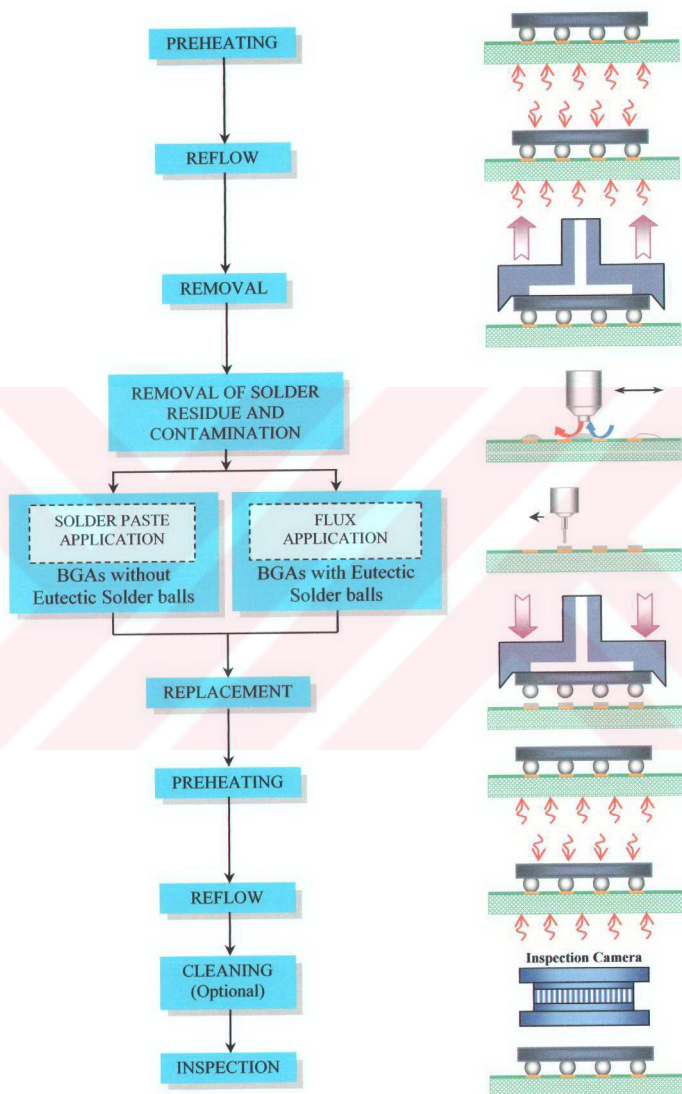 PREHEATING
REFLOW
REMOVAL
REMOVAL OF SOLDER
RESIDUE AND
CONTAMINATION
SOLDER PASTE
APPLICATION
BGAs without
Eutectic Solder balls
FLUX
APPLICATION
BGAs with Eutectic
Solder balls
REPLACEMENT
PREHEATING
REFLOW
CLEANING
(Optional)
INSPECTION
Inspection Camera